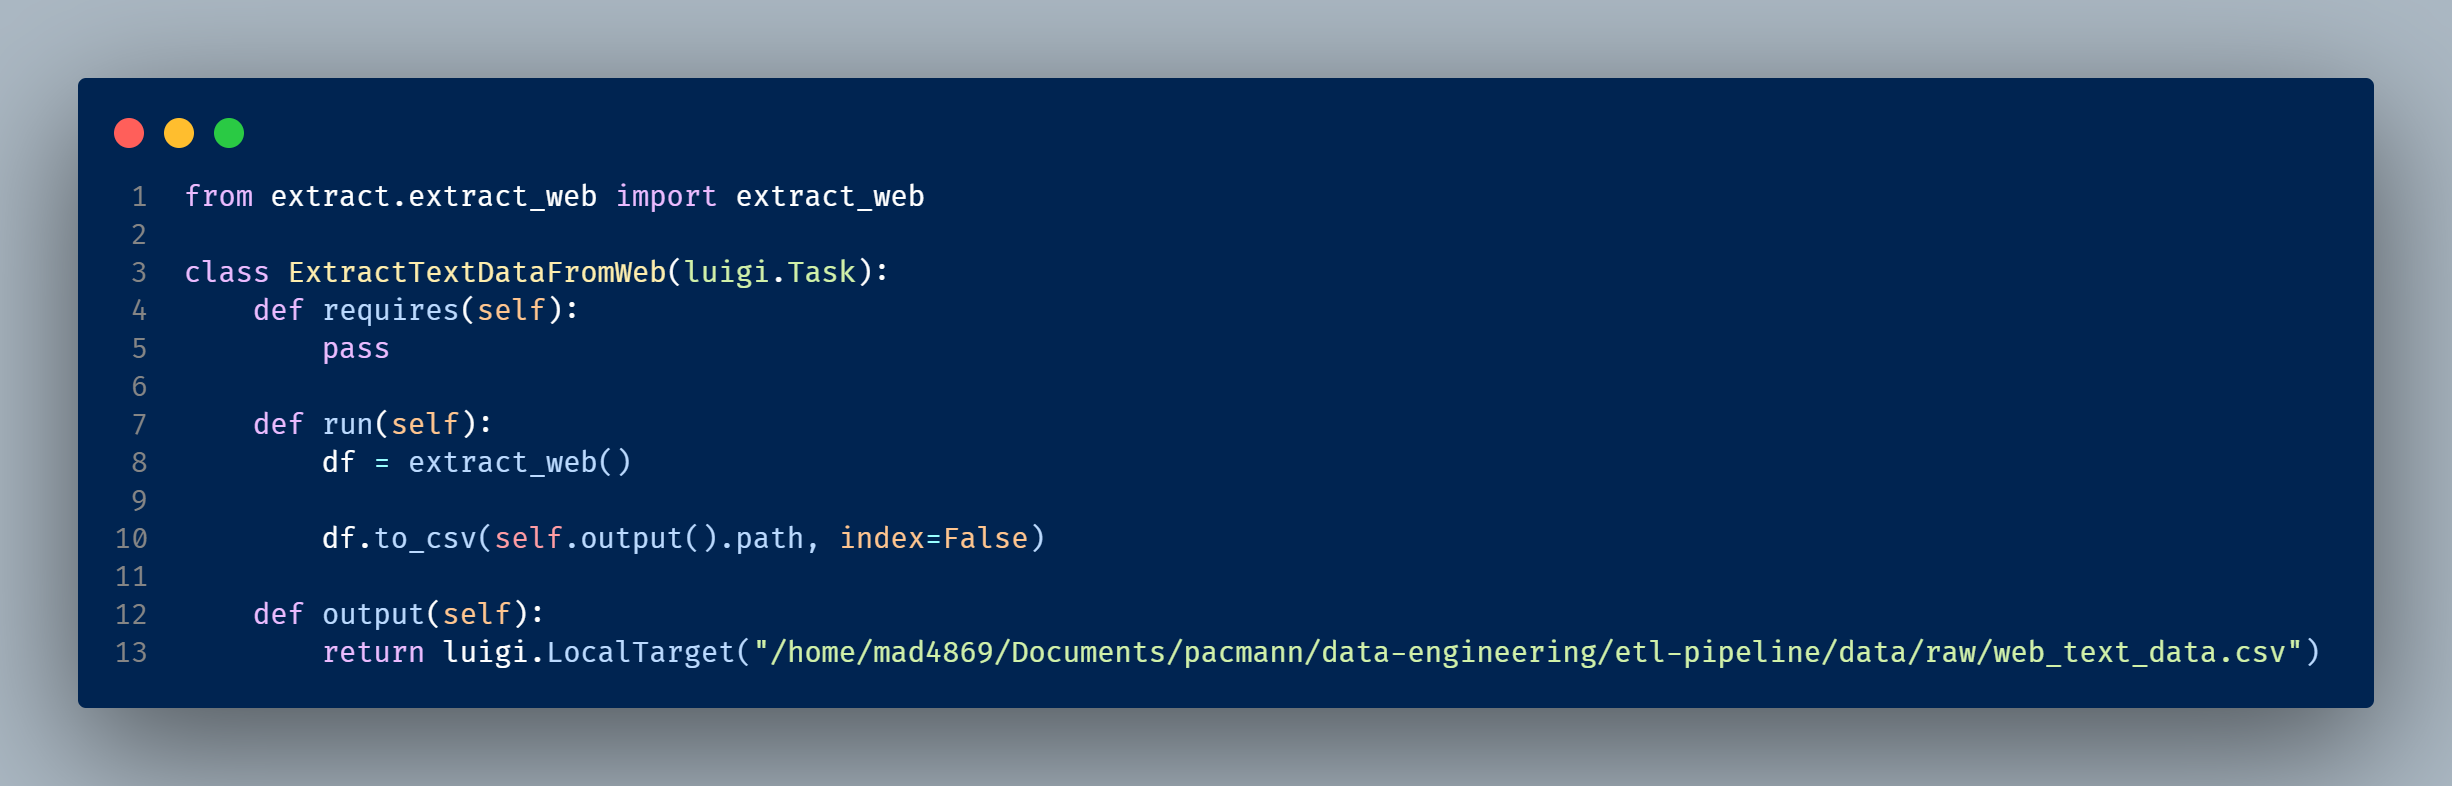 1 from extract.extract_web import extract_web
2
3 class ExtractTextDataFromWeb(luigi.Task):
4     def requires(self):
5         pass
6
7     def run(self):
8         df = extract_web()
9
10         df.to_csv(self.output().path, index=False)
11
12     def output(self):
13         return luigi.LocalTarget("/home/mad4869/Documents/pacmann/data-engineering/etl-pipeline/data/raw/web_text_data.csv")